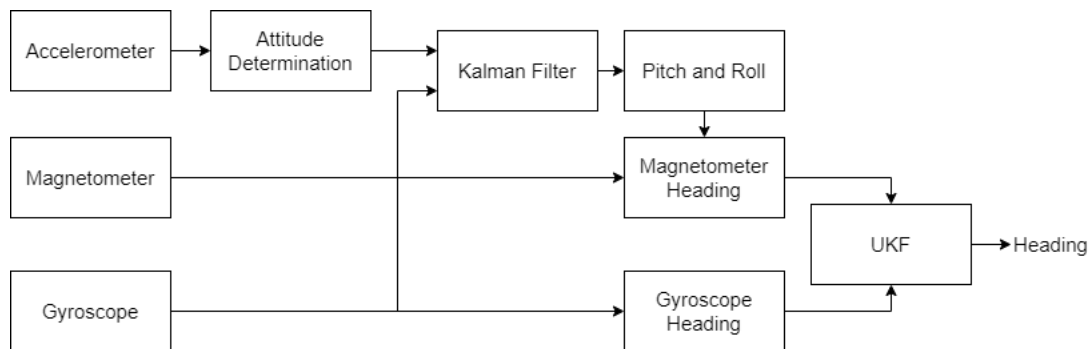 Accelerometer
Attitude
Determination
Kalman Filter
Pitch and Roll
Magnetometer
Magnetometer
Heading
UKF
Heading
Gyroscope
Gyroscope
Heading